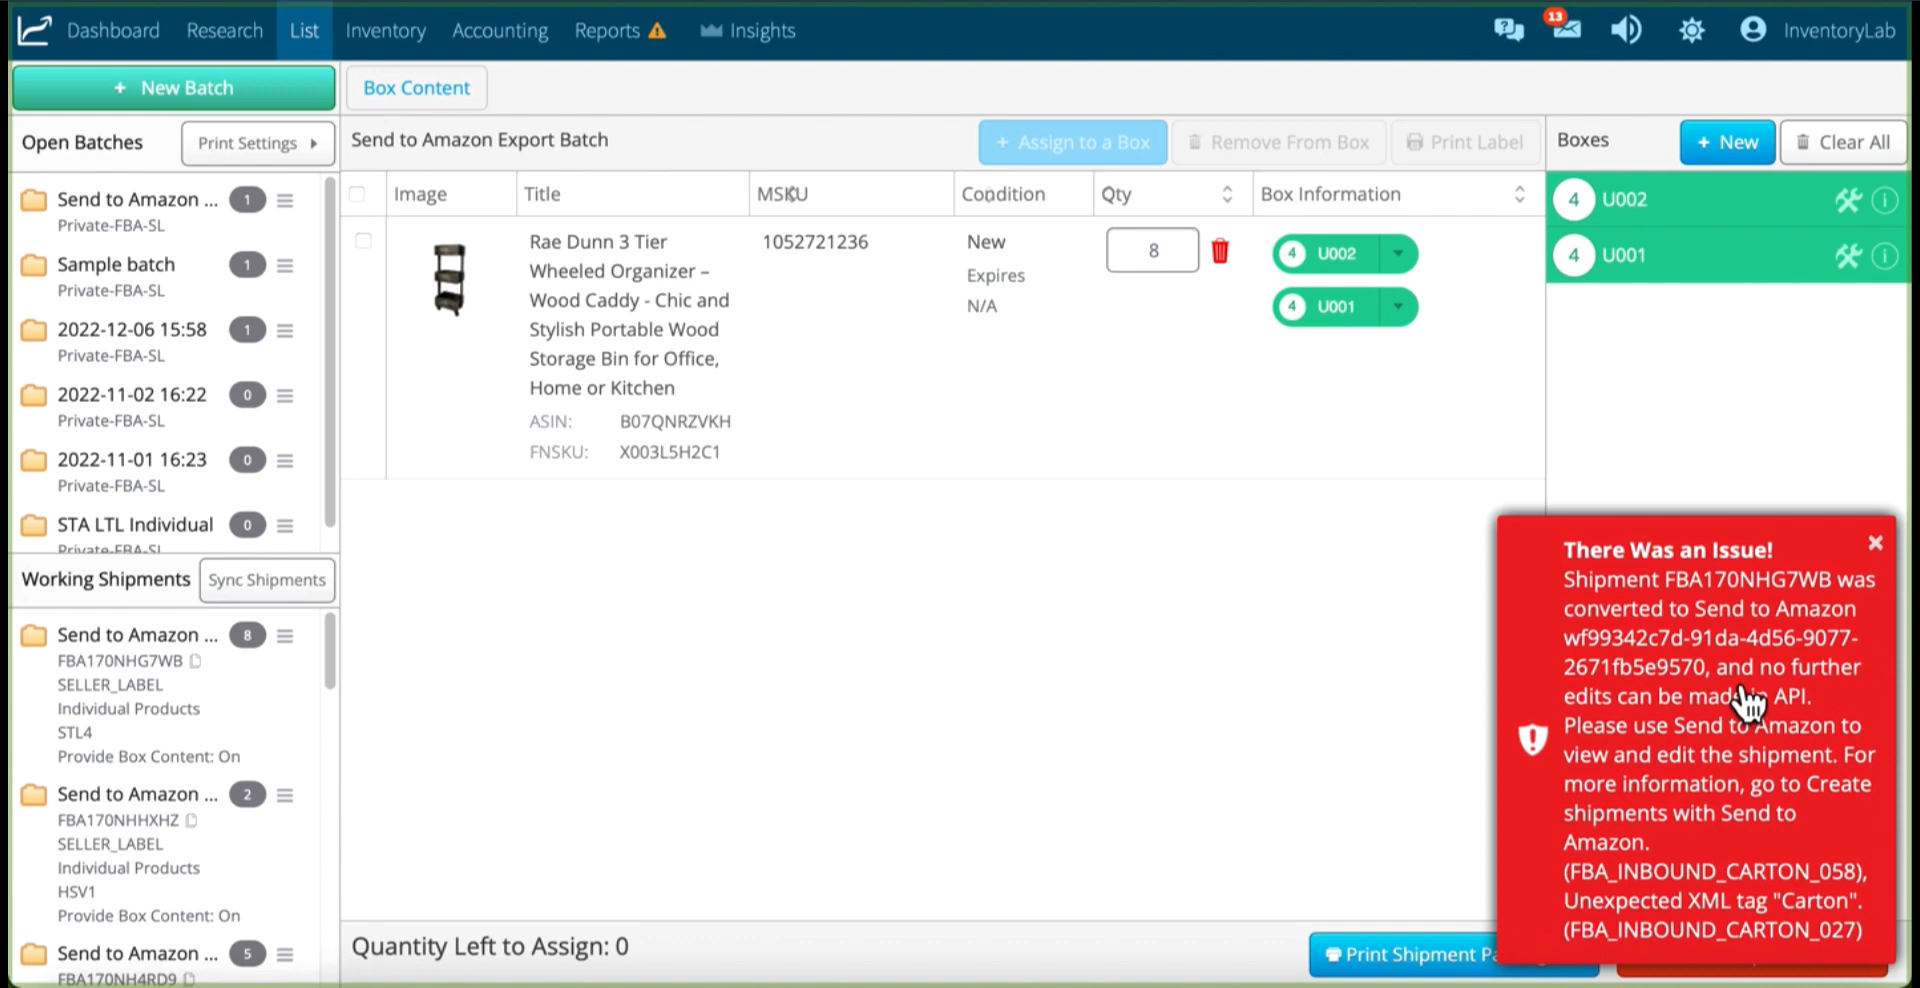 Dashboard
Research
List
Inventory
Accounting
Reports
Insights
13
InventoryLab
+ New Batch
Box Content
Open Batches
Print Settings
Send to Amazon ...
1
Private-FBA-SL
Sample batch
1
Private-FBA-SL
2022-12-06 15:58
1
Private-FBA-SL
2022-11-02 16:22
0
Private-FBA-SL
2022-11-01 16:23
0
Private-FBA-SL
STA LTL Individual
0
Private-FBA-SL
Working Shipments
Sync Shipments
Send to Amazon ...
8
FBA170NHG7WB
SELLER_LABEL
Individual Products
STL4
Provide Box Content: On
Send to Amazon ...
2
FBA170NHHXHZ
SELLER_LABEL
Individual Products
HSV1
Provide Box Content: On
Send to Amazon ...
5
FBA170NH4RD9
Send to Amazon Export Batch
+ Assign to a Box
Remove From Box
Print Label
Image
Title
MSKU
Condition
Qty
Box Information
Rae Dunn 3 Tier
Wheeled Organizer –
Wood Caddy - Chic and
Stylish Portable Wood
Storage Bin for Office,
Home or Kitchen
ASIN: B07QNRZVKH
FNSKU: X003L5H2C1
1052721236
New
Expires
N/A
8
4 U002
4 U001
Boxes
+ New
Clear All
4 U002
4 U001
There Was an Issue!
Shipment FBA170NHG7WB was
converted to Send to Amazon
wf99342c7d-91da-4d56-9077-
2671fb5e9570, and no further
edits can be made API.
Please use Send to Amazon to
view and edit the shipment. For
more information, go to Create
shipments with Send to
Amazon.
(FBA_INBOUND_CARTON_058),
Unexpected XML tag "Carton".
(FBA_INBOUND_CARTON_027)
Quantity Left to Assign: 0
Print Shipment